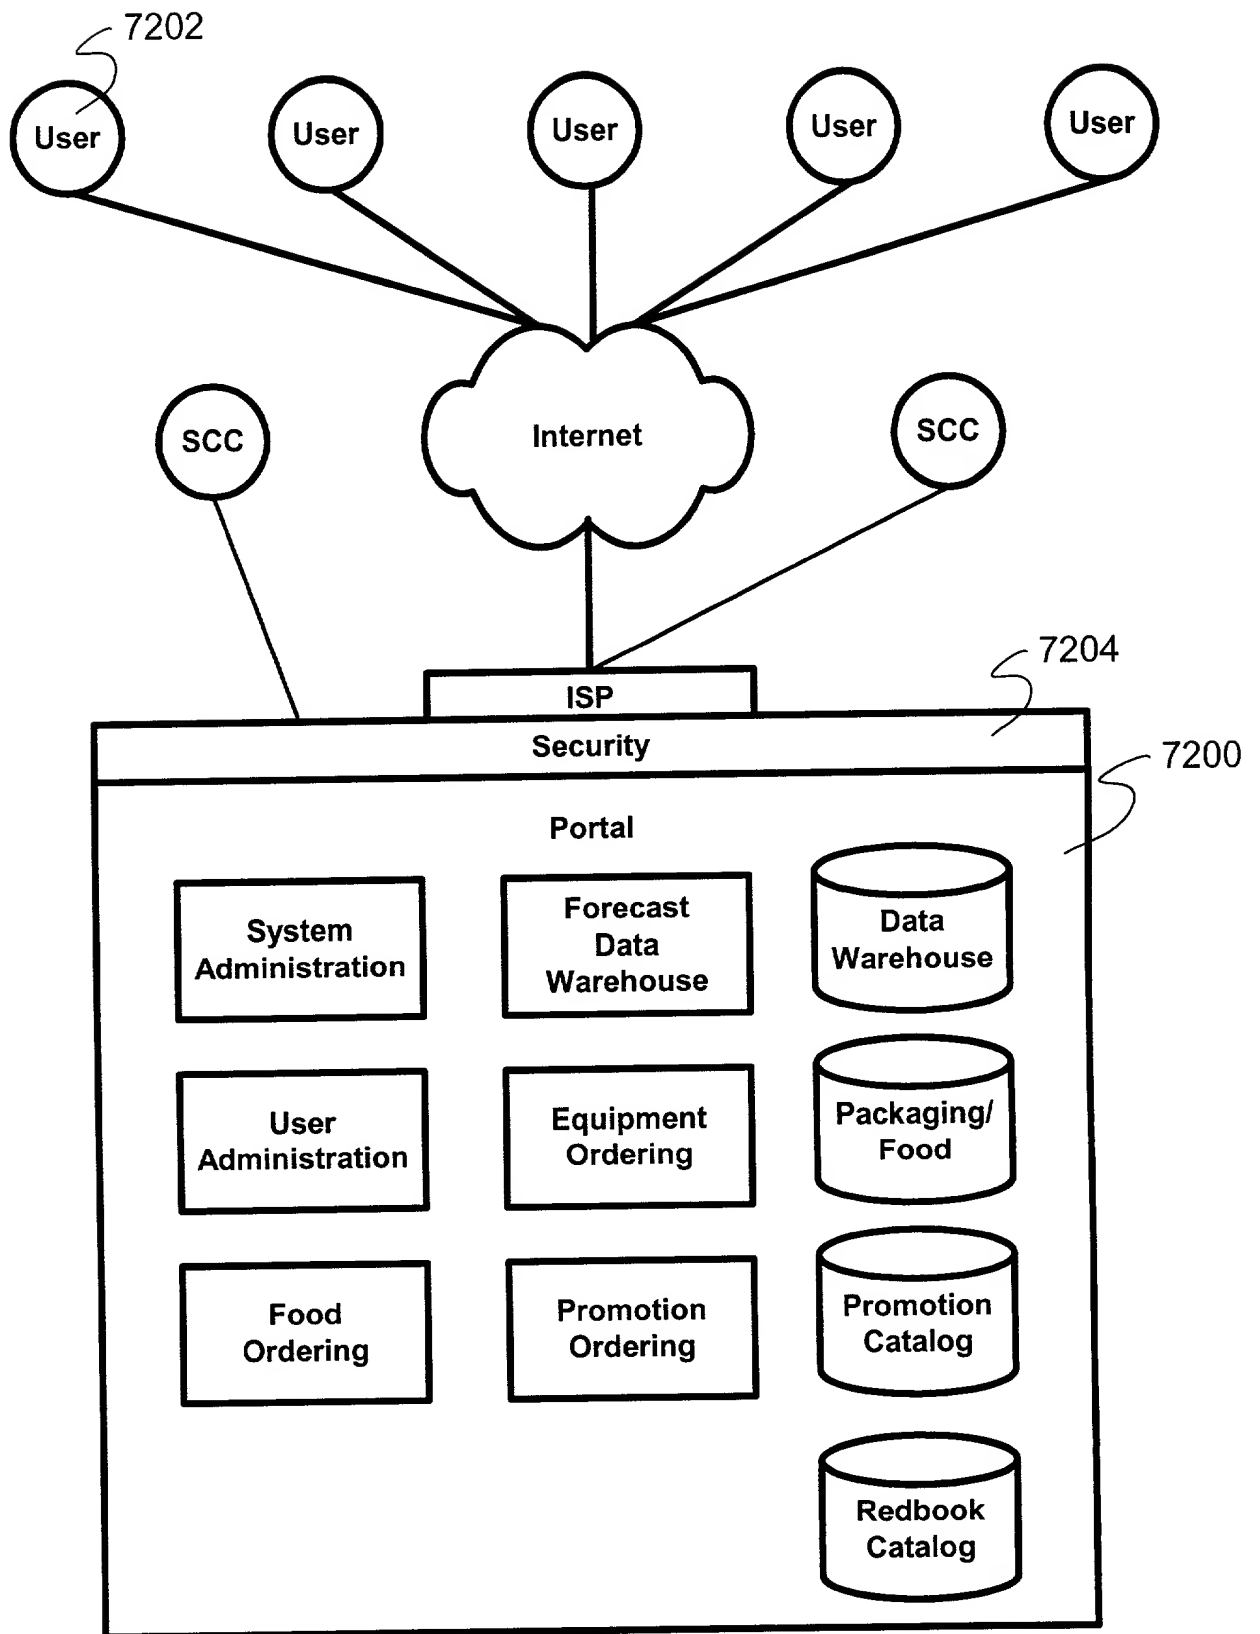 7202
User
User
User
User
User
SCC
Internet
SCC
7204
ISP
Security
7200
Portal
System
Administration
Forecast
Data
Warehouse
Data
Warehouse
User
Administration
Equipment
Ordering
Packaging/
Food
Food
Ordering
Promotion
Ordering
Promotion
Catalog
Redbook
Catalog